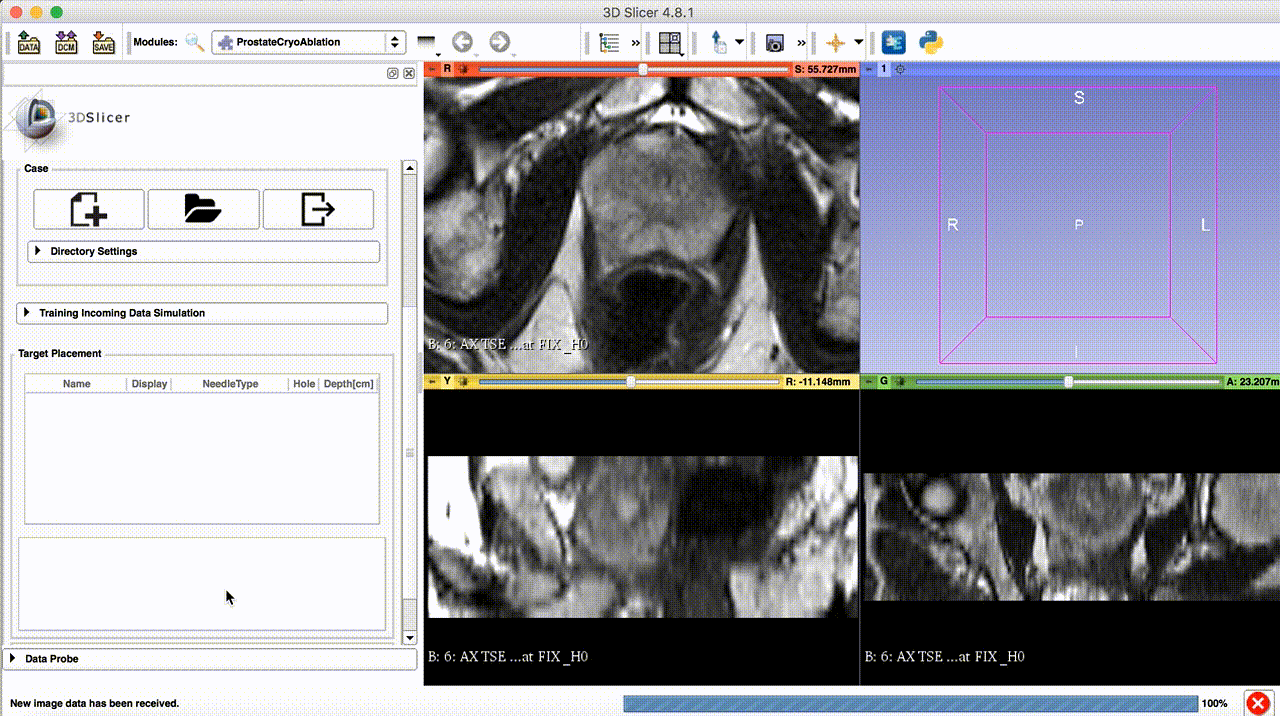 3D Slicer 4.8.1
DATA DCM SAVE Modules: ProstateCryoAblation
3DSlicer
Case
Directory Settings
Training Incoming Data Simulation
Target Placement
Name Display NeedleType Hole Depth[cm]
Data Probe
R S: 55.727mm
B: 6: AX TSE ...at FIX _H0
1
S
R P L
I
Y R: -11.148mm
B: 6: AX TSE ...at FIX _H0
G A: 23.207m
B: 6: AX TSE ...at FIX _H0
New image data has been received. 100%